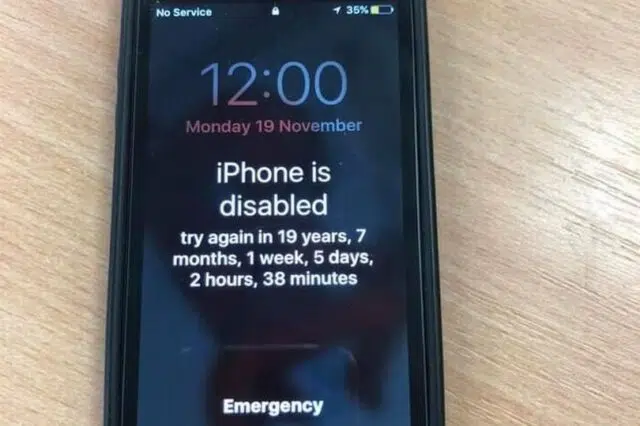 No Service 35%
12:00
Monday 19 November
iPhone is
disabled
try again in 19 years, 7
months, 1 week, 5 days,
2 hours, 38 minutes
Emergency